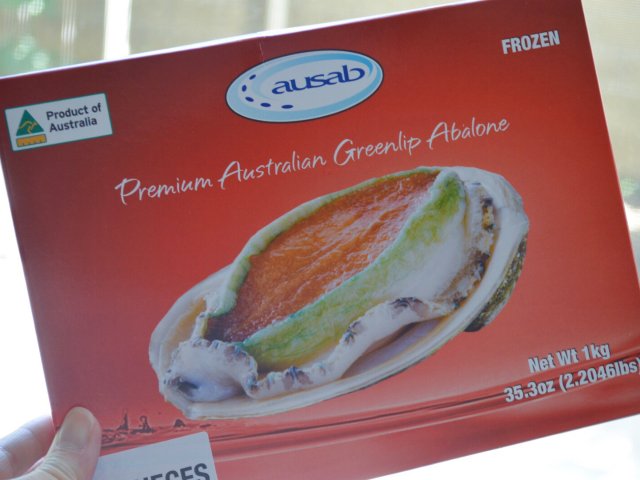 FROZEN
ausab
Product of
Australia
Premium Australian Greenlip Abalone
Net Wt 1kg
35.3oz (2.2046lbs)